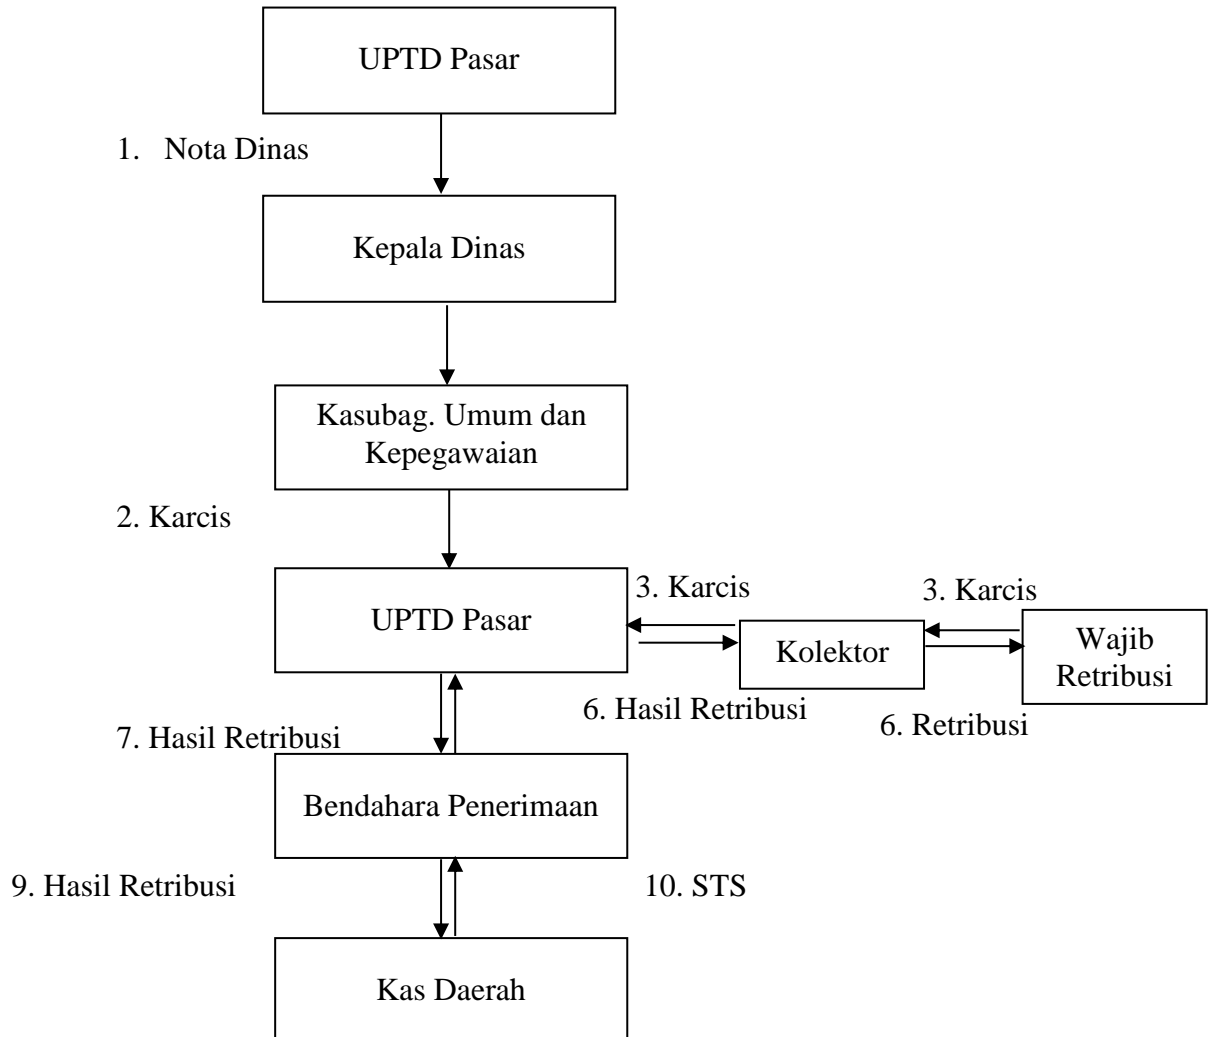 UPTD Pasar
1. Nota Dinas
Kepala Dinas
Kasubag. Umum dan
Kepegawaian
2. Karcis
UPTD Pasar
3. Karcis
3. Karcis
Kolektor
Wajib
Retribusi
6. Hasil Retribusi
6. Retribusi
7. Hasil Retribusi
Bendahara Penerimaan
9. Hasil Retribusi
10. STS
Kas Daerah